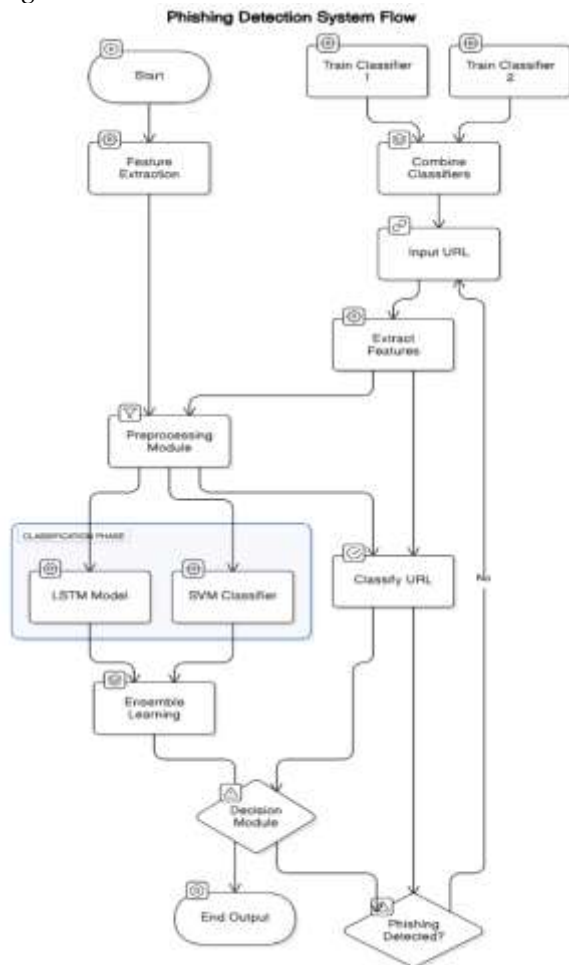 Phishing Detection System Flow
Start
Train Classifier
1
Train Classifier
2
Feature
Extraction
Combine
Classifiers
Input URL
Extract
Features
Preprocessing
Module
CLASSIFICATION PHASE
LSTM Model
SVM Classifier
Classify URL
No
Ensemble
Learning
Decision
Module
End Output
Phishing
Detected?